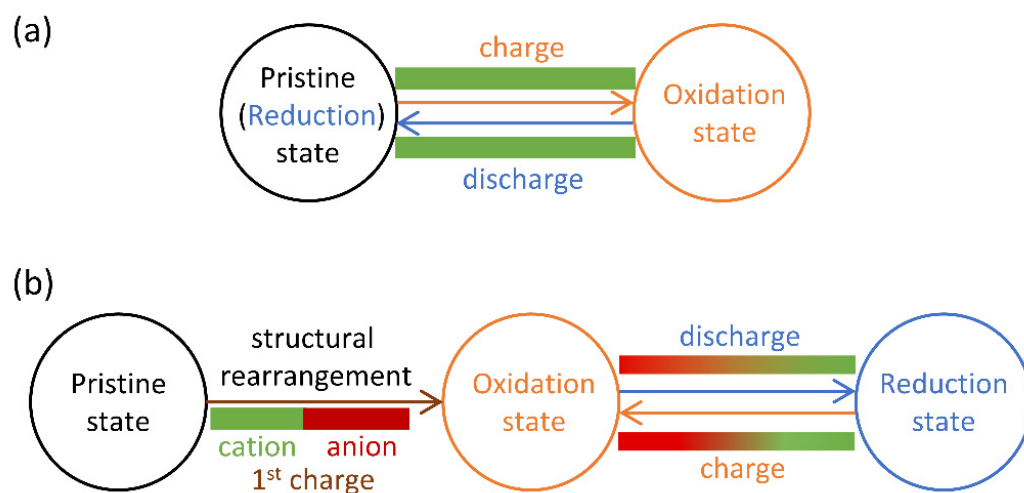 (a)
charge
Pristine
(Reduction)
state
Oxidation
state
discharge
(b)
structural
rearrangement
Pristine
state
cation
anion
1st charge
Oxidation
state
discharge
charge
Reduction
state